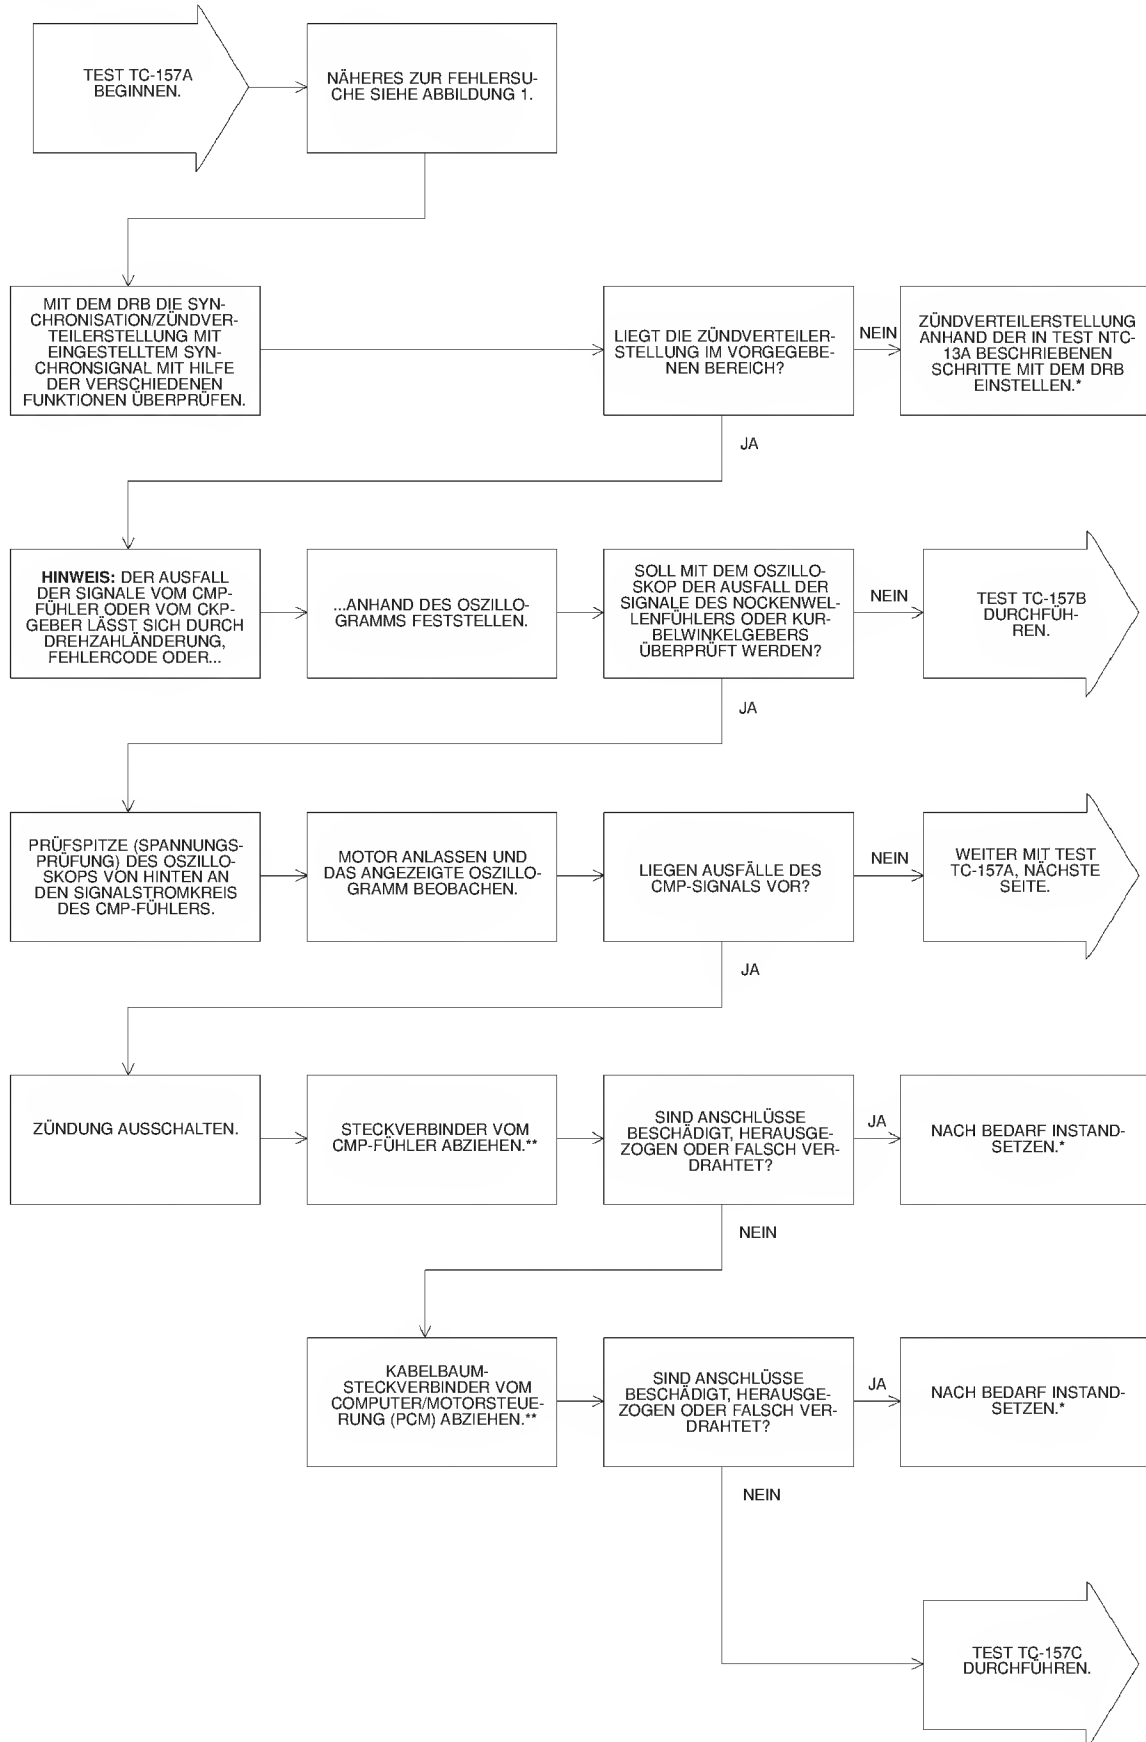 TEST TC-157A
BEGINNEN.
NÄHERES ZUR FEHLERSU-
CHE SIEHE ABBILDUNG 1.
MIT DEM DRB DIE SYN-
CHRONISATION/ZÜNDVER-
TEILERSTELLUNG MIT
EINGESTELLTEM SYN-
CHRONSIGNAL MIT HILFE
DER VERSCHIEDENEN
FUNKTIONEN ÜBERPRÜFEN.
LIEGT DIE ZÜNDVERTEILER-
STELLUNG IM VORGEGEBE-
NEN BEREICH?
NEIN
ZÜNDVERTEILERSTELLUNG
ANHAND DER IN TEST NTC-
13A BESCHRIEBENEN
SCHRITTE MIT DEM DRB
EINSTELLEN.*
JA
HINWEIS: DER AUSFALL
DER SIGNALE VOM CMP-
FÜHLER ODER VOM CKP-
GEBER LÄSST SICH DURCH
DREHZAHLÄNDERUNG,
FEHLERCODE ODER...
...ANHAND DES OSZILLO-
GRAMMS FESTSTELLEN.
SOLL MIT DEM OSZILLO-
SKOP DER AUSFALL DER
SIGNALE DES NOCKENWEL-
LENFÜHLERS ODER KUR-
BELWINKELGEBERS
ÜBERPRÜFT WERDEN?
NEIN
TEST TC-157B
DURCHFÜH-
REN.
JA
PRÜFSPITZE (SPANNUNGS-
PRÜFUNG) DES OSZILLO-
SKOPS VON HINTEN AN
DEN SIGNALSTROMKREIS
DES CMP-FÜHLERS.
MOTOR ANLASSEN UND
DAS ANGEZEIGTE OSZILLO-
GRAMM BEOBACHEN.
LIEGEN AUSFÄLLE DES
CMP-SIGNALS VOR?
NEIN
WEITER MIT TEST
TC-157A, NÄCHSTE
SEITE.
JA
ZÜNDUNG AUSSCHALTEN.
STECKVERBINDER VOM
CMP-FÜHLER ABZIEHEN.**
SIND ANSCHLÜSSE
BESCHÄDIGT, HERAUSGE-
ZOGEN ODER FALSCH VER-
DRAHTET?
JA
NACH BEDARF INSTAND-
SETZEN.*
NEIN
KABELBAUM-
STECKVERBINDER VOM
COMPUTER/MOTORSTEUE-
RUNG (PCM) ABZIEHEN.**
SIND ANSCHLÜSSE
BESCHÄDIGT, HERAUSGE-
ZOGEN ODER FALSCH VER-
DRAHTET?
JA
NACH BEDARF INSTAND-
SETZEN.*
NEIN
TEST TC-157C
DURCHFÜHREN.